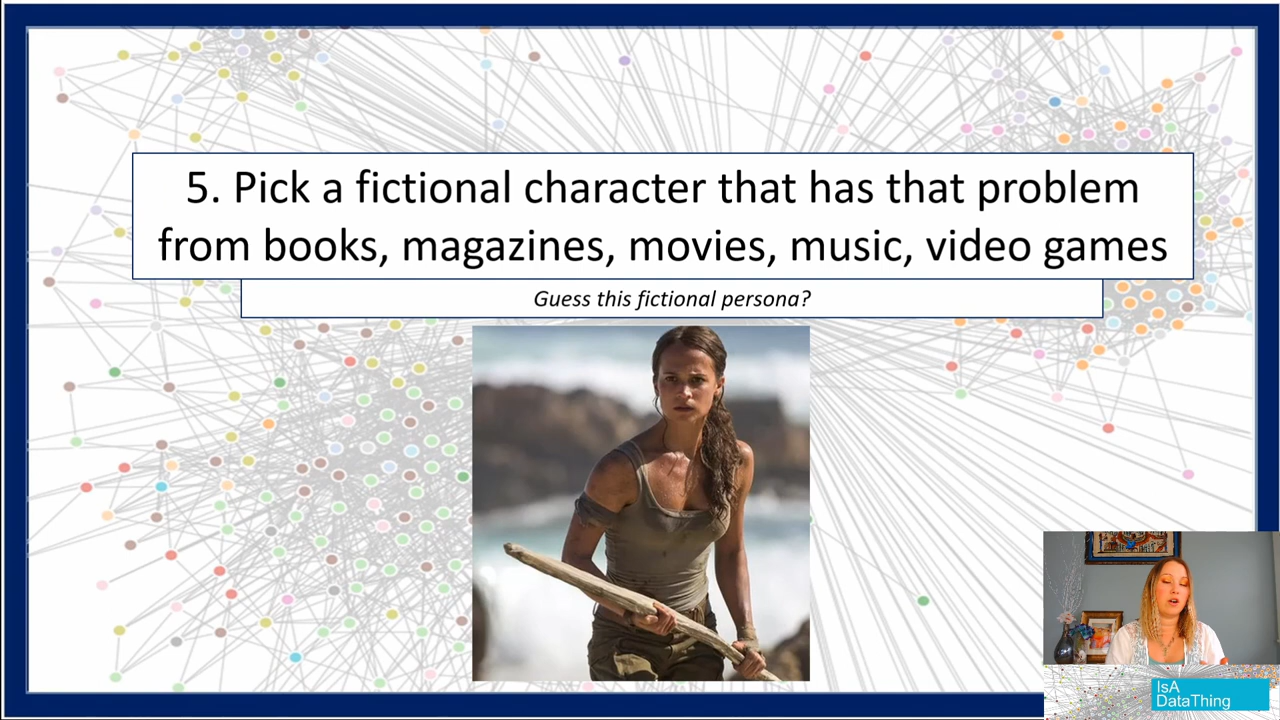 5. Pick a fictional character that has that problem
from books, magazines, movies, music, video games
Guess this fictional persona?
IsA
DataThing